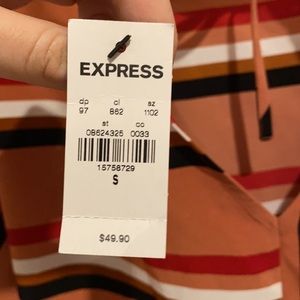 EXPRESS
dp cl sz
97 862 1102
st co
08624325 0033
15758729
S
$49.90